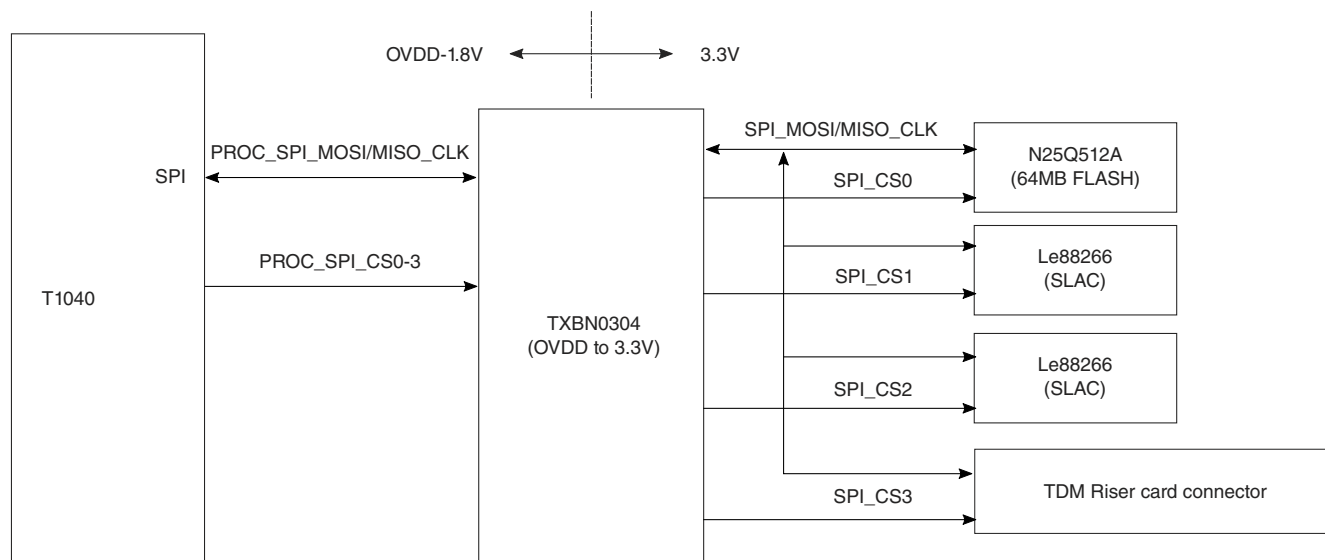 OVDD-1.8V
3.3V
PROC_SPI_MOSI/MISO_CLK
SPI
PROC_SPI_CS0-3
T1040
TXBN0304
(OVDD to 3.3V)
SPI_MOSI/MISO_CLK
N25Q512A
(64MB FLASH)
SPI_CS0
Le88266
(SLAC)
SPI_CS1
Le88266
(SLAC)
SPI_CS2
TDM Riser card connector
SPI_CS3